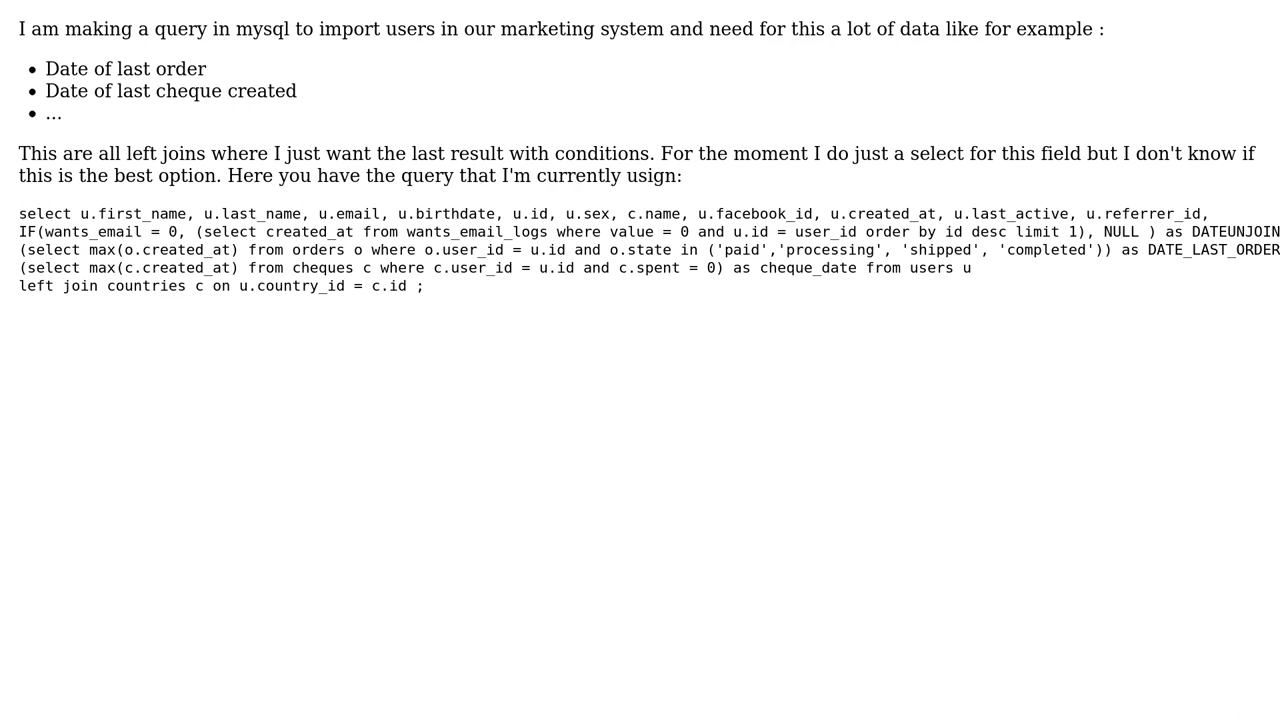 I am making a query in mysql to import users in our marketing system and need for this a lot of data like for example :
• Date of last order
• Date of last cheque created
• ...
This are all left joins where I just want the last result with conditions. For the moment I do just a select for this field but I don't know if
this is the best option. Here you have the query that I'm currently usign:
select u.first_name, u.last_name, u.email, u.birthdate, u.id, u.sex, c.name, u.facebook_id, u.created_at, u.last_active, u.referrer_id,
IF(wants_email = 0, (select created_at from wants_email_logs where value = 0 and u.id = user_id order by id desc limit 1), NULL ) as DATEUNJOIN
(select max(o.created_at) from orders o where o.user_id = u.id and o.state in ('paid','processing', 'shipped', 'completed')) as DATE_LAST_ORDER
(select max(c.created_at) from cheques c where c.user_id = u.id and c.spent = 0) as cheque_date from users u
left join countries c on u.country_id = c.id ;